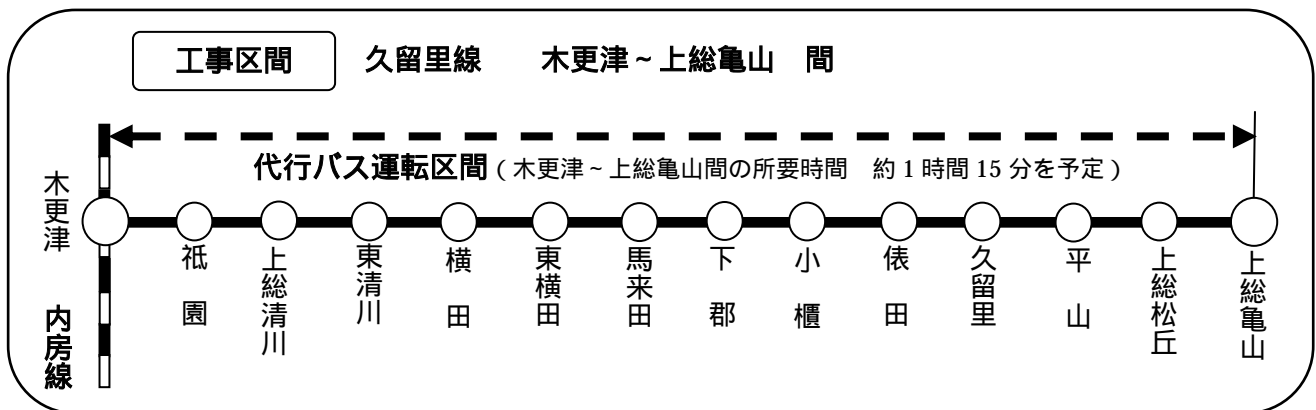 工事区間 久留里線 木更津~上総亀山 間
代行バス運転区間(木更津~上総亀山間の所要時間 約1時間15分を予定)
木更津
祗園
上総清川
東清川
横田
東横田
馬来田
下郡
小櫃
俵田
久留里
平山
上総松丘
上総亀山
内房線